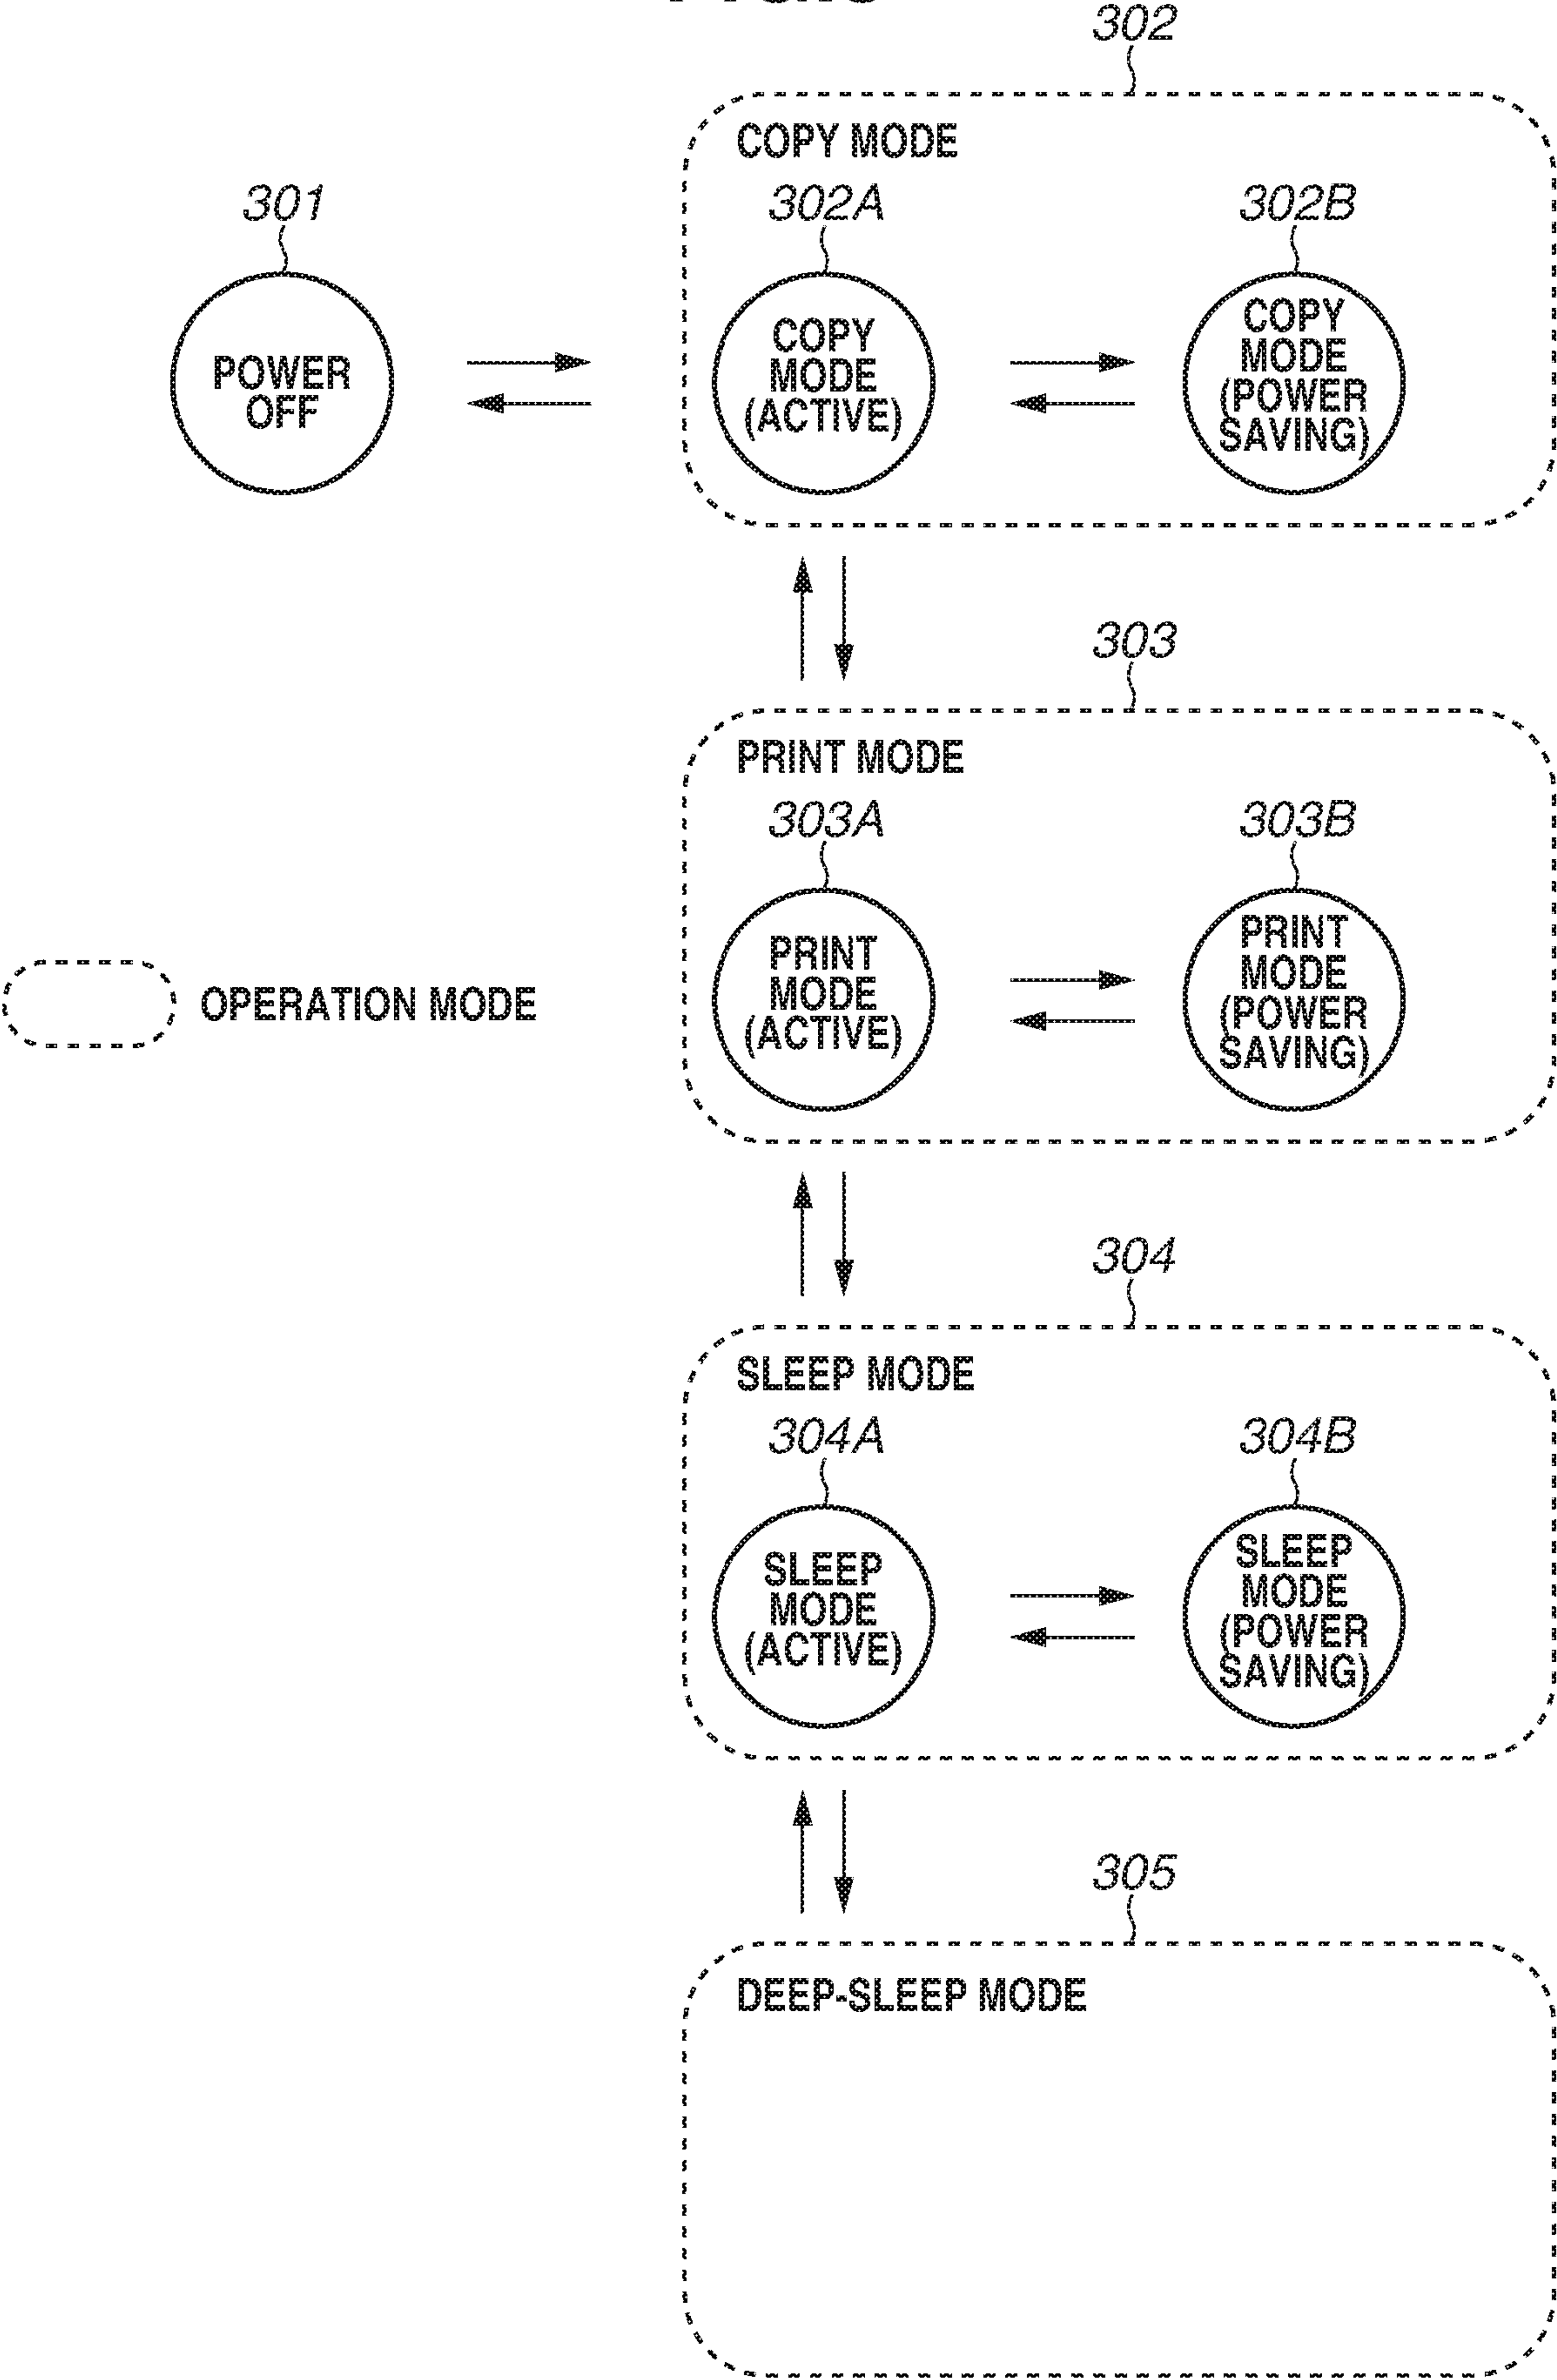 302
COPY MODE
301
302A
302B
POWER
OFF
COPY
MODE
(ACTIVE)
COPY
MODE
(POWER
SAVING)
303
PRINT MODE
303A
303B
PRINT
MODE
(ACTIVE)
PRINT
MODE
(POWER
SAVING)
OPERATION MODE
304
SLEEP MODE
304A
304B
SLEEP
MODE
(ACTIVE)
SLEEP
MODE
(POWER
SAVING)
305
DEEP-SLEEP MODE